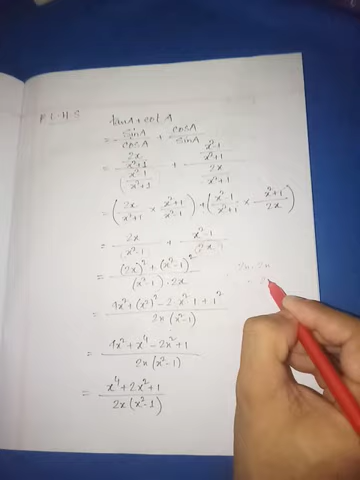 L.H.S
tanA + cotA
= sinA/cosA + cosA/sinA
= (2x/(x²+1))/((x²-1)/(x²+1)) + ((x²-1)/(x²+1))/(2x/(x²+1))
= (2x/(x²+1) × (x²+1)/(x²-1)) + ((x²-1)/(x²+1) × (x²+1)/2x)
= 2x/(x²-1) + (x²-1)/(2x)
= ((2x)² + (x²-1)²)/((x²-1)·2x)
= (4x² + (x²)² - 2·x²·1 + 1²)/(2x(x²-1))
= (4x² + x⁴ - 2x² + 1)/(2x(x²-1))
= (x⁴ + 2x² + 1)/(2x(x²-1))